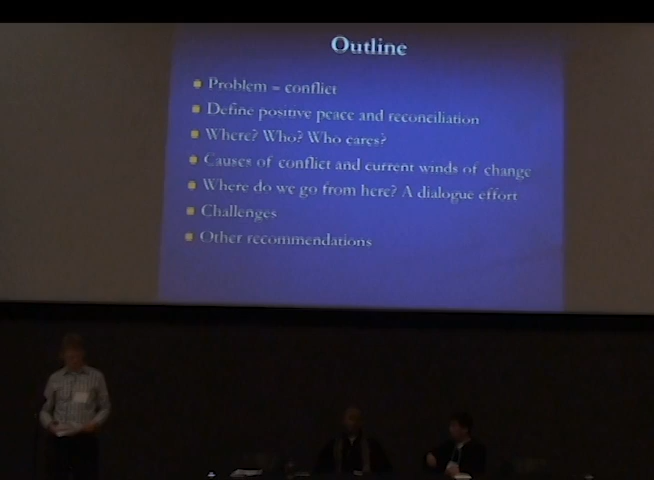 Outline
Problem = conflict
Define positive peace and reconciliation
Where? Who? Who cares?
Causes of conflict and current winds of change
Where do we go from here? A dialogue effort
Challenges
Other recommendations